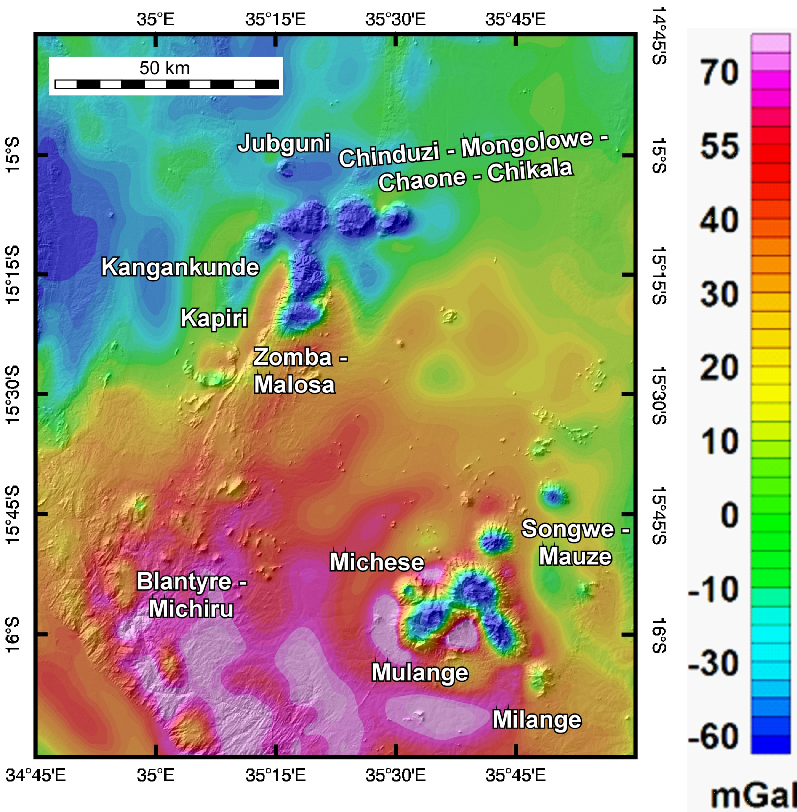 35°E 35°15'E 35°30'E 35°45'E
14°45'S
50 km
70
Jubguni
Chinduzi - Mongolowe -
Chaone - Chikala
15°S
15°S
55
40
Kangankunde
15°15'S
15°15'S
30
Kapiri
Zomba -
Malosa
20
15°30'S
15°30'S
10
0
15°45'S
15°45'S
Songwe -
Mauze
Michese
Blantyre -
Michiru
-10
16°S
16°S
-30
Mulange
Milange
-60
34°45'E 35°E 35°15'E 35°30'E 35°45'E
mGal